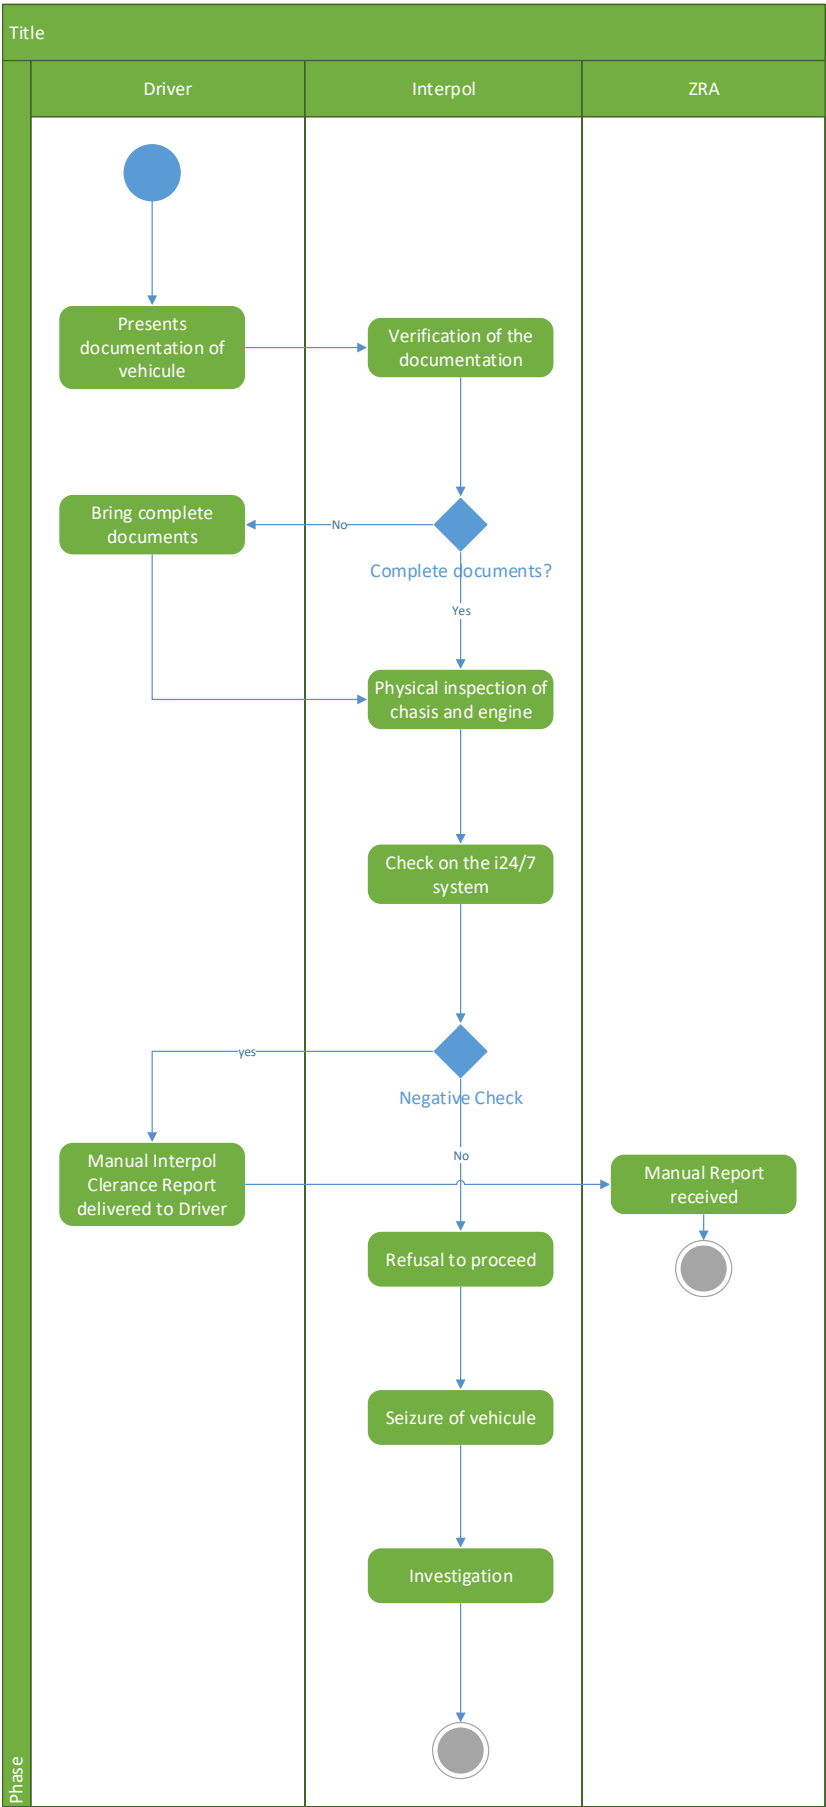 Title
Driver
Interpol
ZRA
Presents
documentation of
vehicule
Verification of the
documentation
Bring complete
documents
No
Complete documents?
Yes
Physical inspection of
chasis and engine
Check on the i24/7
system
yes
Negative Check
No
Manual Interpol
Clerance Report
delivered to Driver
Manual Report
received
Refusal to proceed
Seizure of vehicule
Investigation
Phase